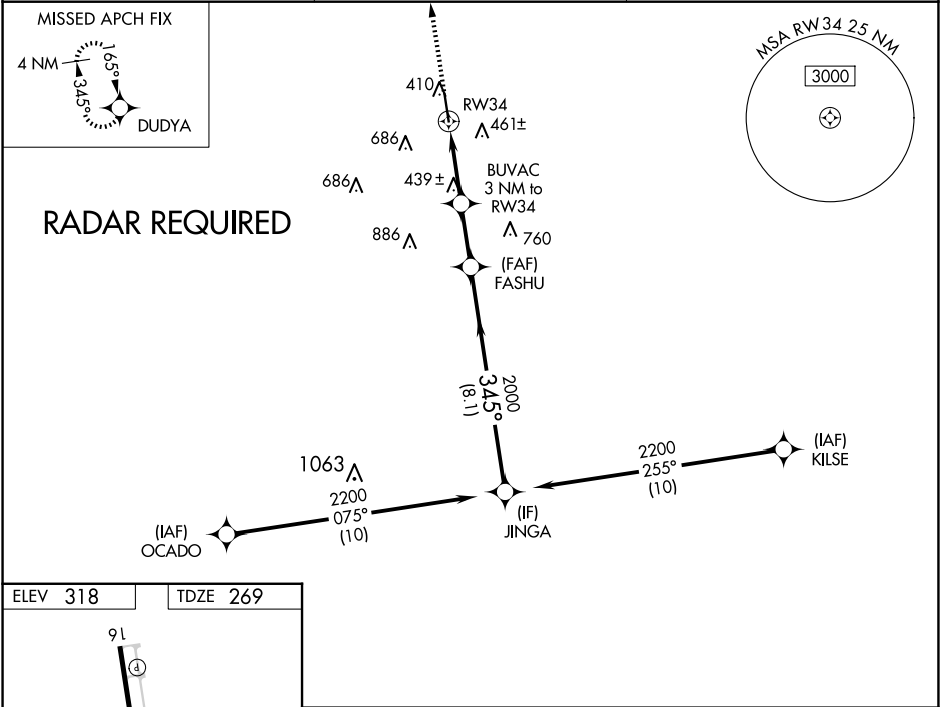 MISSED APCH FIX
4 NM
165°
345°
DUDYA
RADAR REQUIRED
MSA RW34 25 NM
3000
410
RW34
461±
686
686
439±
BUVAC
3 NM to
RW34
886
760
(FAF)
FASHU
2000
345°
(8.1)
1063
2200
075°
(10)
(IAF)
OCADO
(IF)
JINGA
2200
255°
(10)
(IAF)
KILSE
ELEV 318
TDZE 269
16
P